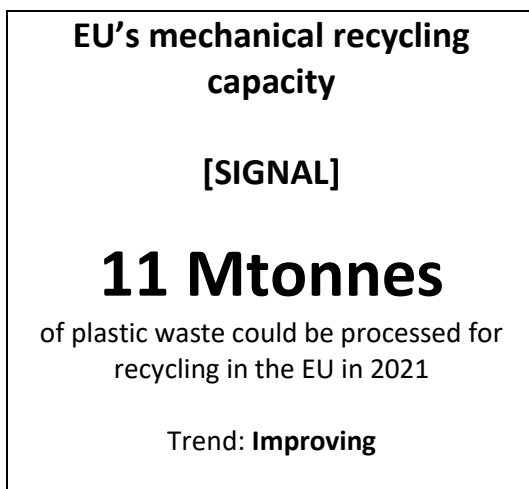 EU’s mechanical recycling
capacity
[SIGNAL]
11 Mtonnes
of plastic waste could be processed for
recycling in the EU in 2021
Trend: Improving